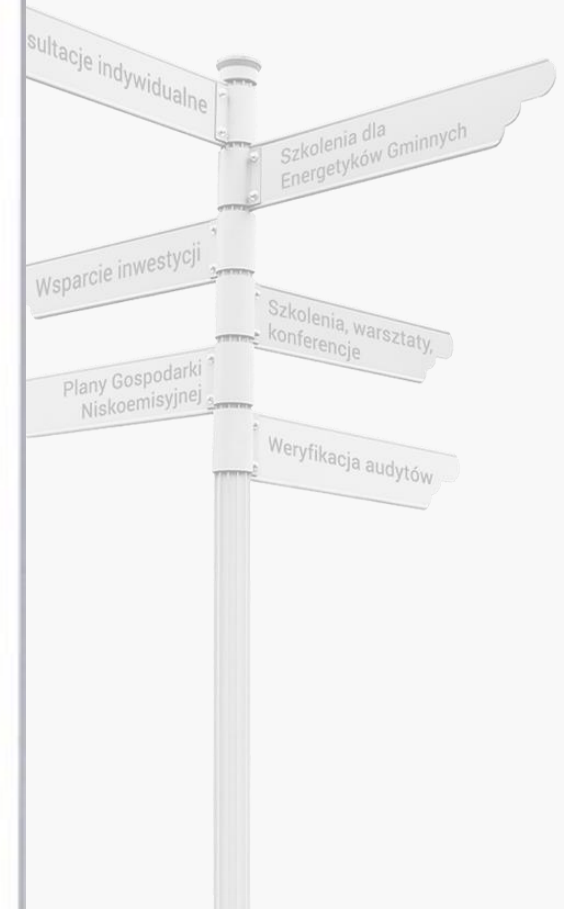 sultacje indywidualne
Szkolenia dla
Energetyków Gminnych
Wsparcie inwestycji
Szkolenia, warsztaty,
konferencje
Plany Gospodarki
Niskoemisyjnej
Weryfikacja audytów